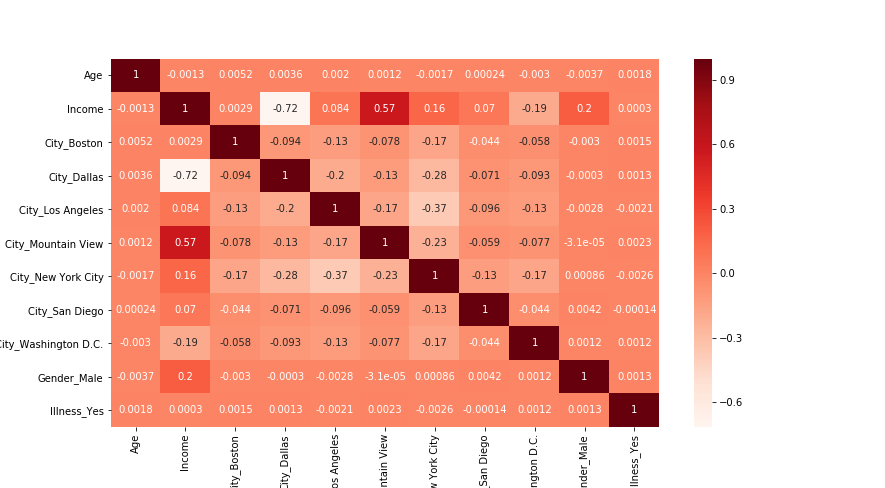 Age 1 -0.0013 0.0052 0.0036 0.002 0.0012 -0.0017 0.00024 -0.003 -0.0037 0.0018
Income -0.0013 1 0.0029 -0.72 0.084 0.57 0.16 0.07 -0.19 0.2 0.0003
City_Boston 0.0052 0.0029 1 -0.094 -0.13 -0.078 -0.17 -0.044 -0.058 -0.003 0.0015
City_Dallas 0.0036 -0.72 -0.094 1 -0.2 -0.13 -0.28 -0.071 -0.093 -0.0003 0.0013
City_Los Angeles 0.002 0.084 -0.13 -0.2 1 -0.17 -0.37 -0.096 -0.13 -0.0028 -0.0021
City_Mountain View 0.0012 0.57 -0.078 -0.13 -0.17 1 -0.23 -0.059 -0.077 -3.1e-05 0.0023
City_New York City -0.0017 0.16 -0.17 -0.28 -0.37 -0.23 1 -0.13 -0.17 0.00086 -0.0026
City_San Diego 0.00024 0.07 -0.044 -0.071 -0.096 -0.059 -0.13 1 -0.044 0.0042 -0.00014
City_Washington D.C. -0.003 -0.19 -0.058 -0.093 -0.13 -0.077 -0.17 -0.044 1 0.0012 0.0012
Gender_Male -0.0037 0.2 -0.003 -0.0003 -0.0028 -3.1e-05 0.00086 0.0042 0.0012 1 0.0013
Illness_Yes 0.0018 0.0003 0.0015 0.0013 -0.0021 0.0023 -0.0026 -0.00014 0.0012 0.0013 1
Age
Income
ity_Boston
City_Dallas
os Angeles
ntain View
w York City
_San Diego
ngton D.C.
nder_Male
llness_Yes
0.9
0.6
0.3
0.0
-0.3
-0.6